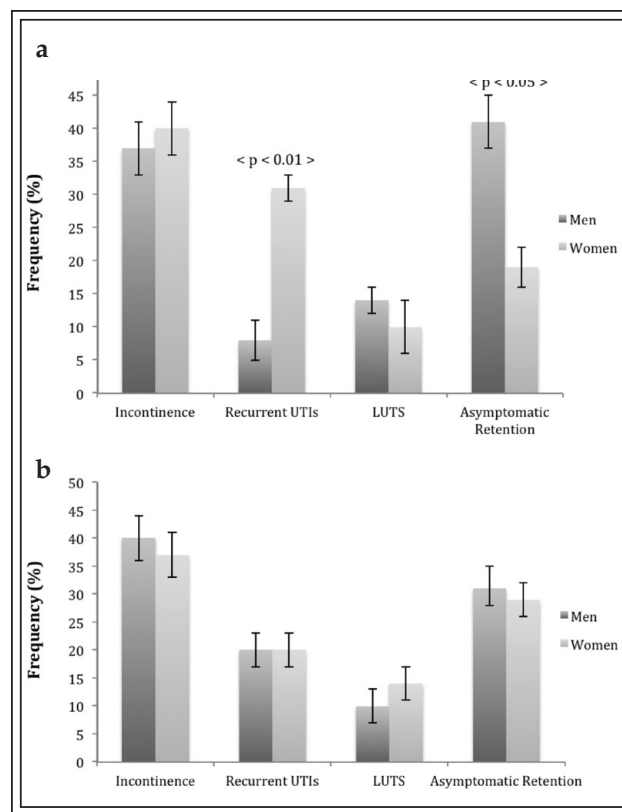 a
< p < 0.05 >
45
40
35
30
25
20
15
10
5
0
Frequency (%)
< p < 0.01 >
Men
Women
Incontinence
Recurrent UTIs
LUTS
Asymptomatic
Retention
b
50
45
40
35
30
25
20
15
10
5
0
Frequency (%)
Men
Women
Incontinence
Recurrent UTIs
LUTS
Asymptomatic Retention